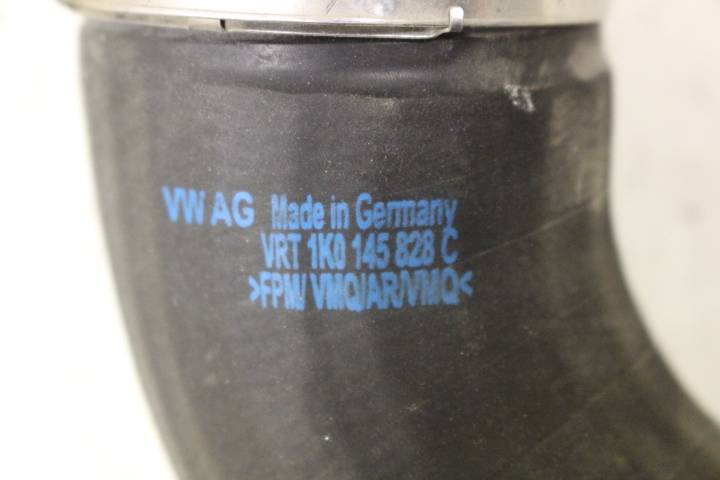 VW AG Made in Germany
VRT 1K0 145 828 C
>FPM/VMQ/AR/VMQ<